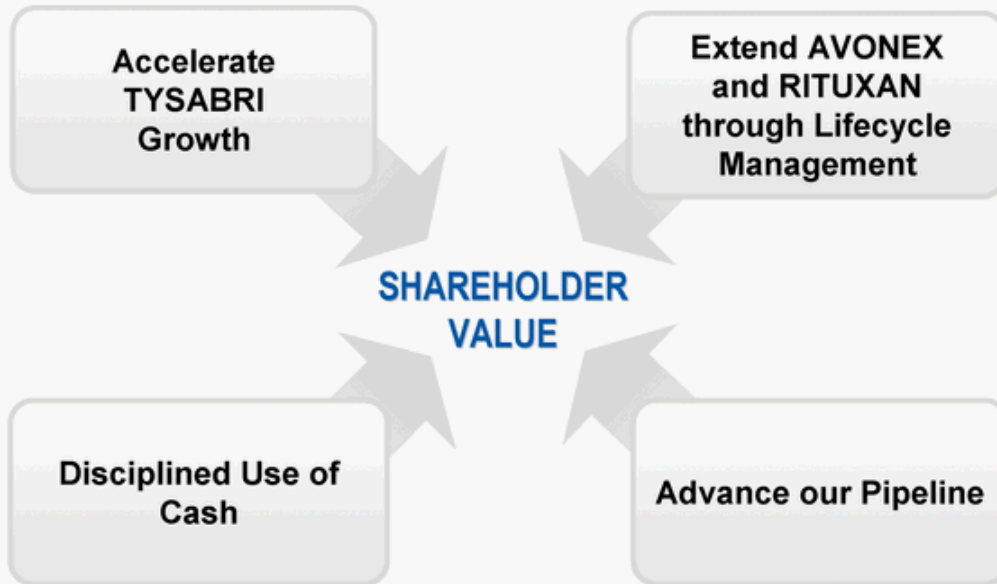 Accelerate
TYSABRI
Growth
Extend AVONEX
and RITUXAN
through Lifecycle
Management
SHAREHOLDER
VALUE
Disciplined Use of
Cash
Advance our Pipeline